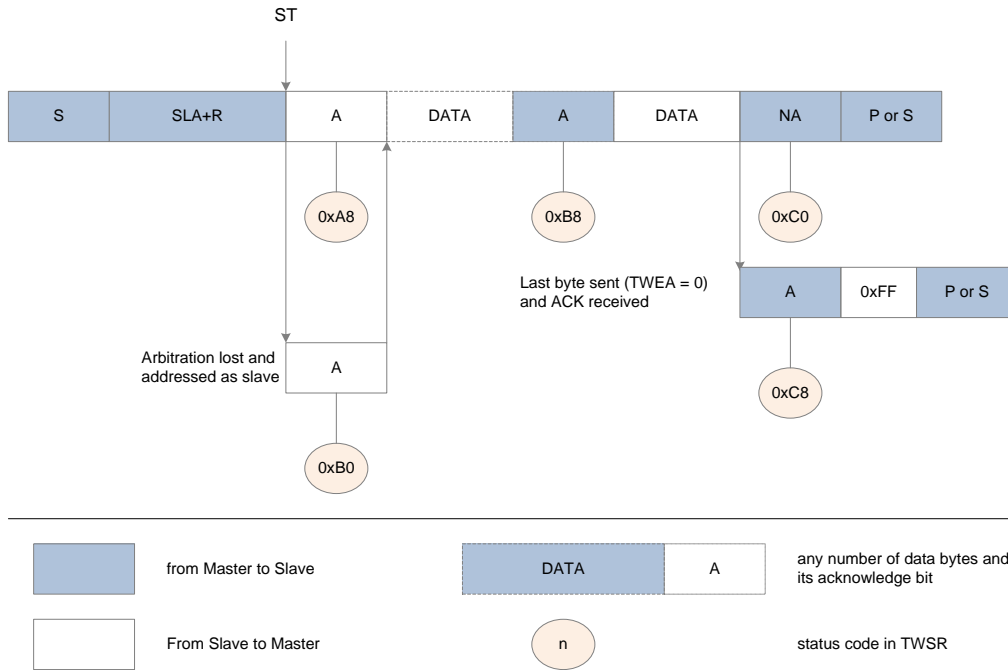 ST
S
SLA+R
A
DATA
A
DATA
NA
P or S
0xA8
0xB8
0xC0
Last byte sent (TWEA = 0)
and ACK received
A
0xFF
P or S
Arbitration lost and
addressed as slave
A
0xC8
0xB0
from Master to Slave
DATA
A
any number of data bytes and
its acknowledge bit
From Slave to Master
n
status code in TWSR